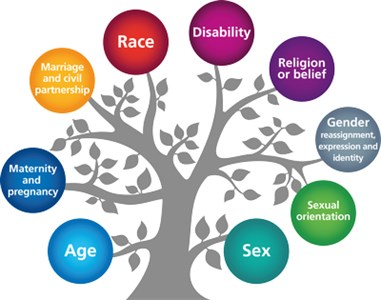 Disability
Race
Religion
or belief
Marriage
and civil
partnership
Gender
reassignment,
expression and
identity
Maternity
and
pregnancy
Sexual
orientation
Age
Sex